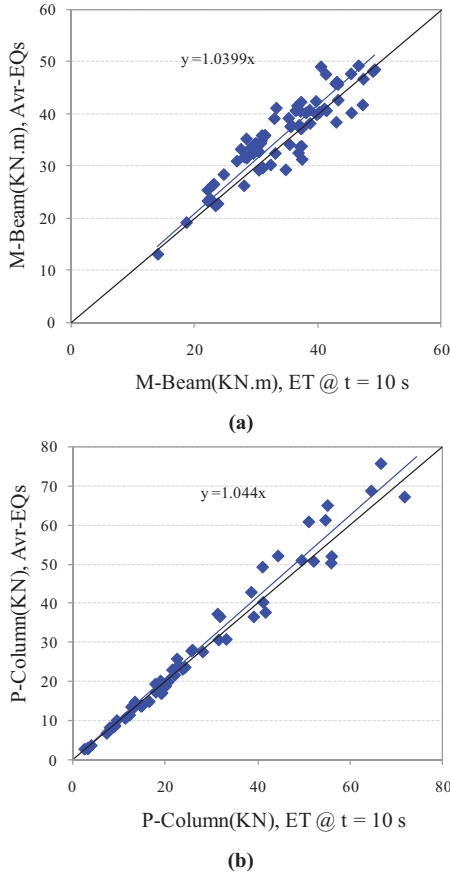 60
50
40
30
20
10
0
M-Beam(KN.m), Avr-EQs
y=1.0399x
0 20 40 60
M-Beam(KN.m), ET @ t = 10 s
(a)
80
70
60
50
40
30
20
10
0
P-Column(KN), Avr-EQs
y=1.044x
0 20 40 60 80
P-Column(KN), ET @ t = 10 s
(b)